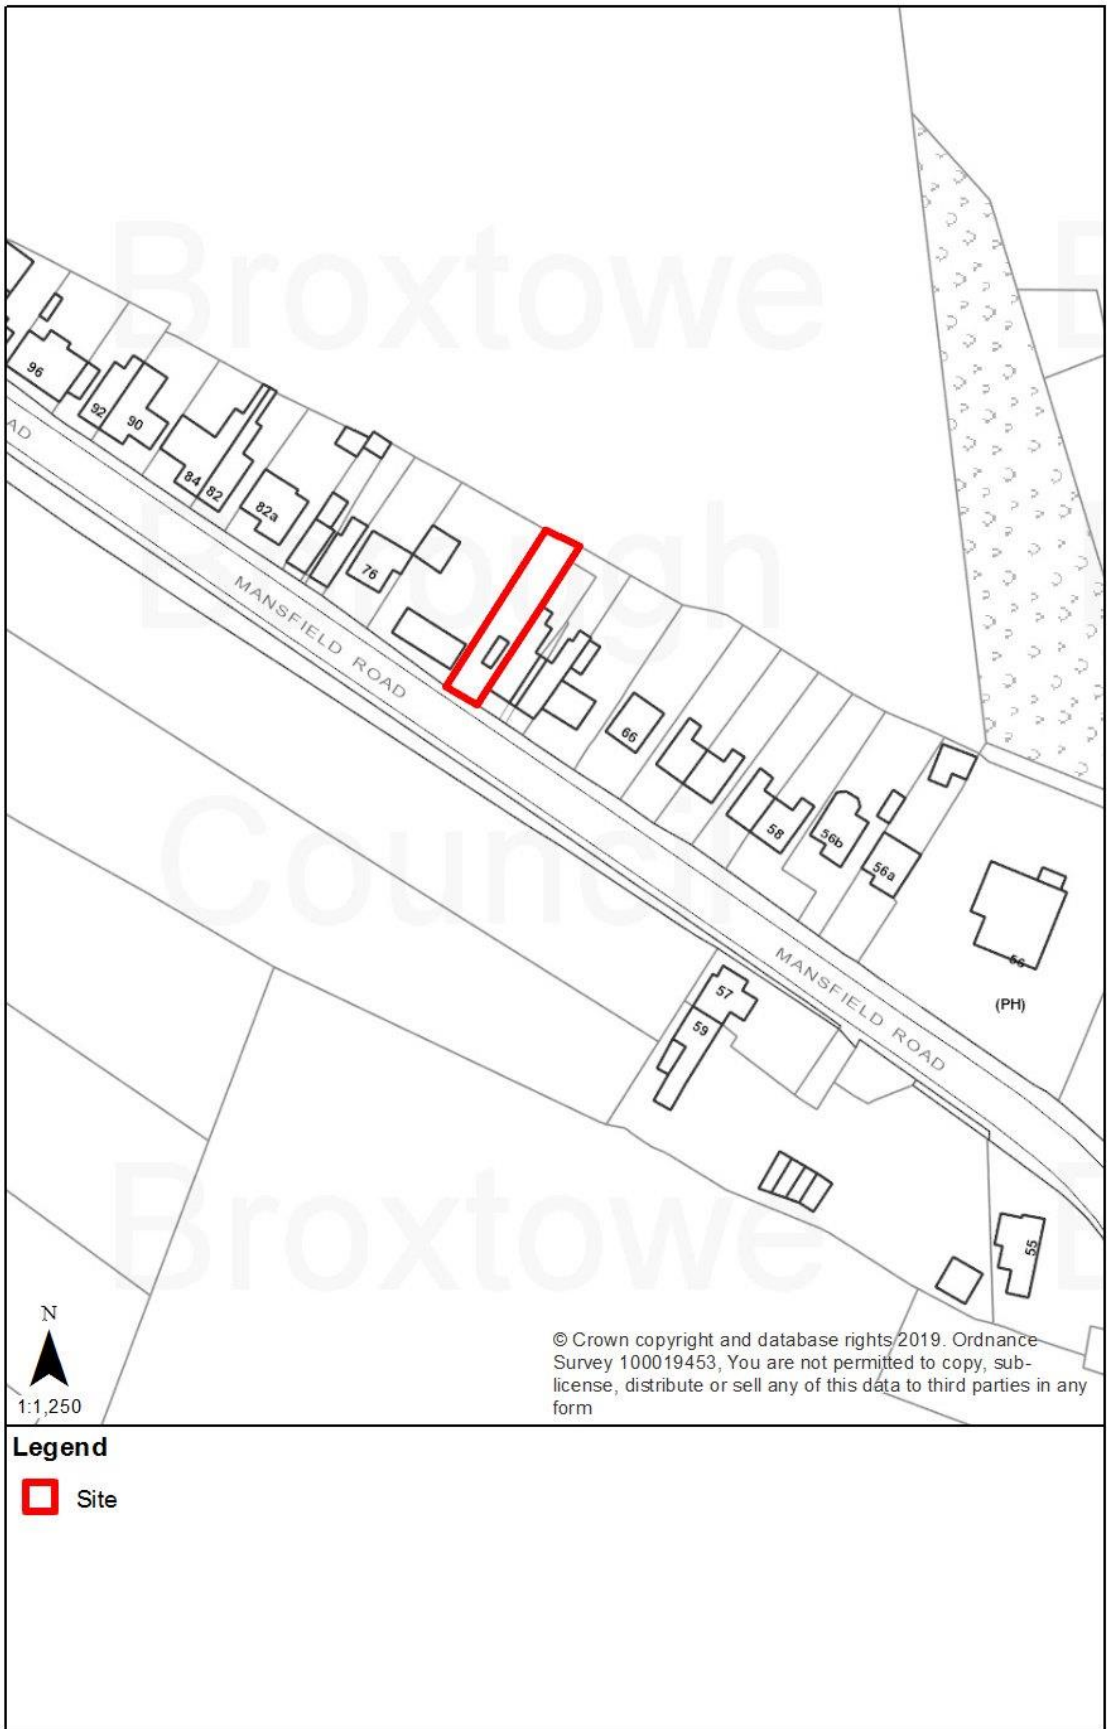 Broxtowe
B
96
92
90
84
82
82a
AD
Borough
76
MANSFIELD ROAD
66
58
56b
56a
Council
56
(PH)
MANSFIELD ROAD
57
59
Broxtowe
B
55
N
1:1,250
© Crown copyright and database rights 2019. Ordnance
Survey 100019453, You are not permitted to copy, sub-
license, distribute or sell any of this data to third parties in any
form
Legend
Site